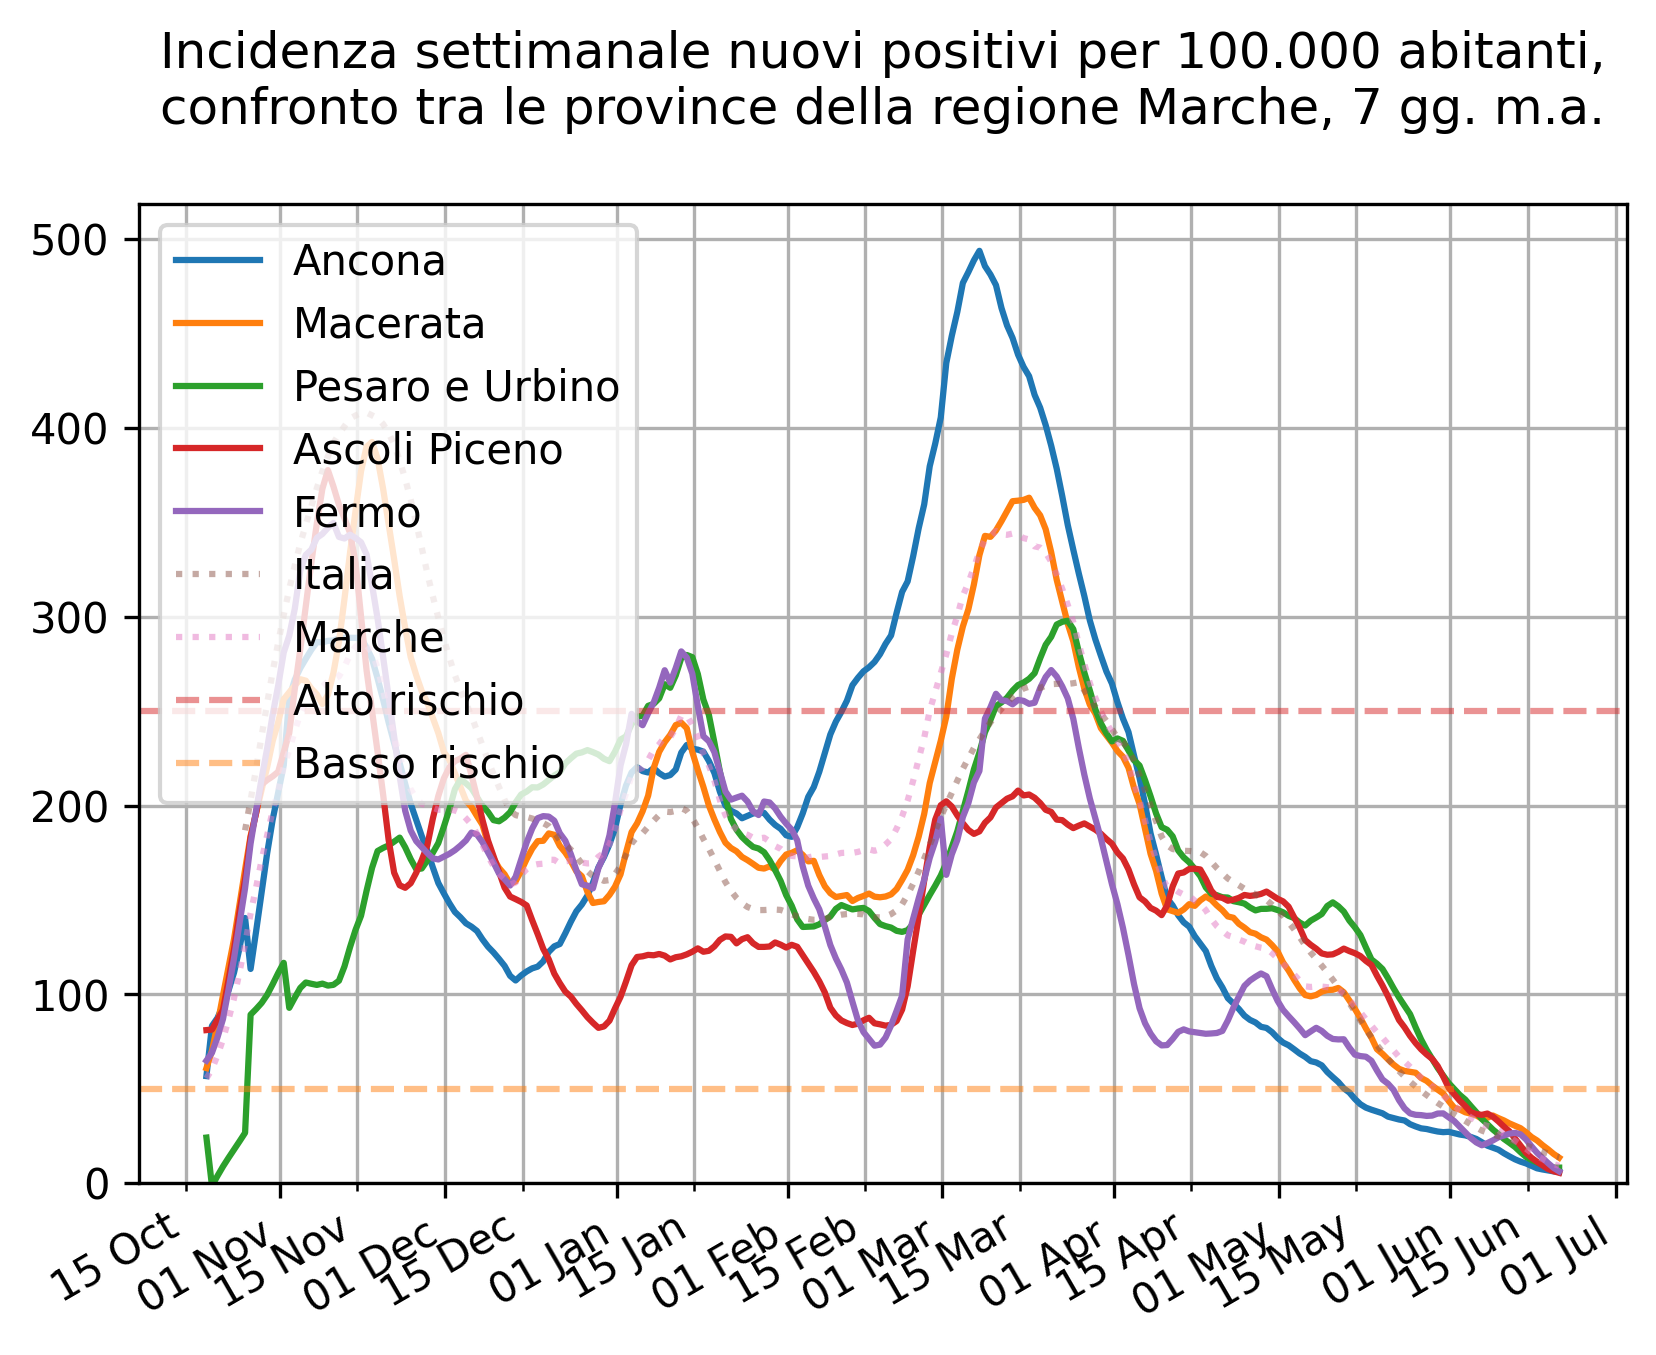 Incidenza settimanale nuovi positivi per 100.000 abitanti,
confronto tra le province della regione Marche, 7 gg. m.a.
500
400
300
200
100
0
Ancona
Macerata
Pesaro e Urbino
Ascoli Piceno
Fermo
Italia
Marche
Alto rischio
Basso rischio
15 Oct
01 Nov
15 Nov
01 Dec
15 Dec
01 Jan
15 Jan
01 Feb
15 Feb
01 Mar
15 Mar
01 Apr
15 Apr
01 May
15 May
01 Jun
15 Jun
01 Jul